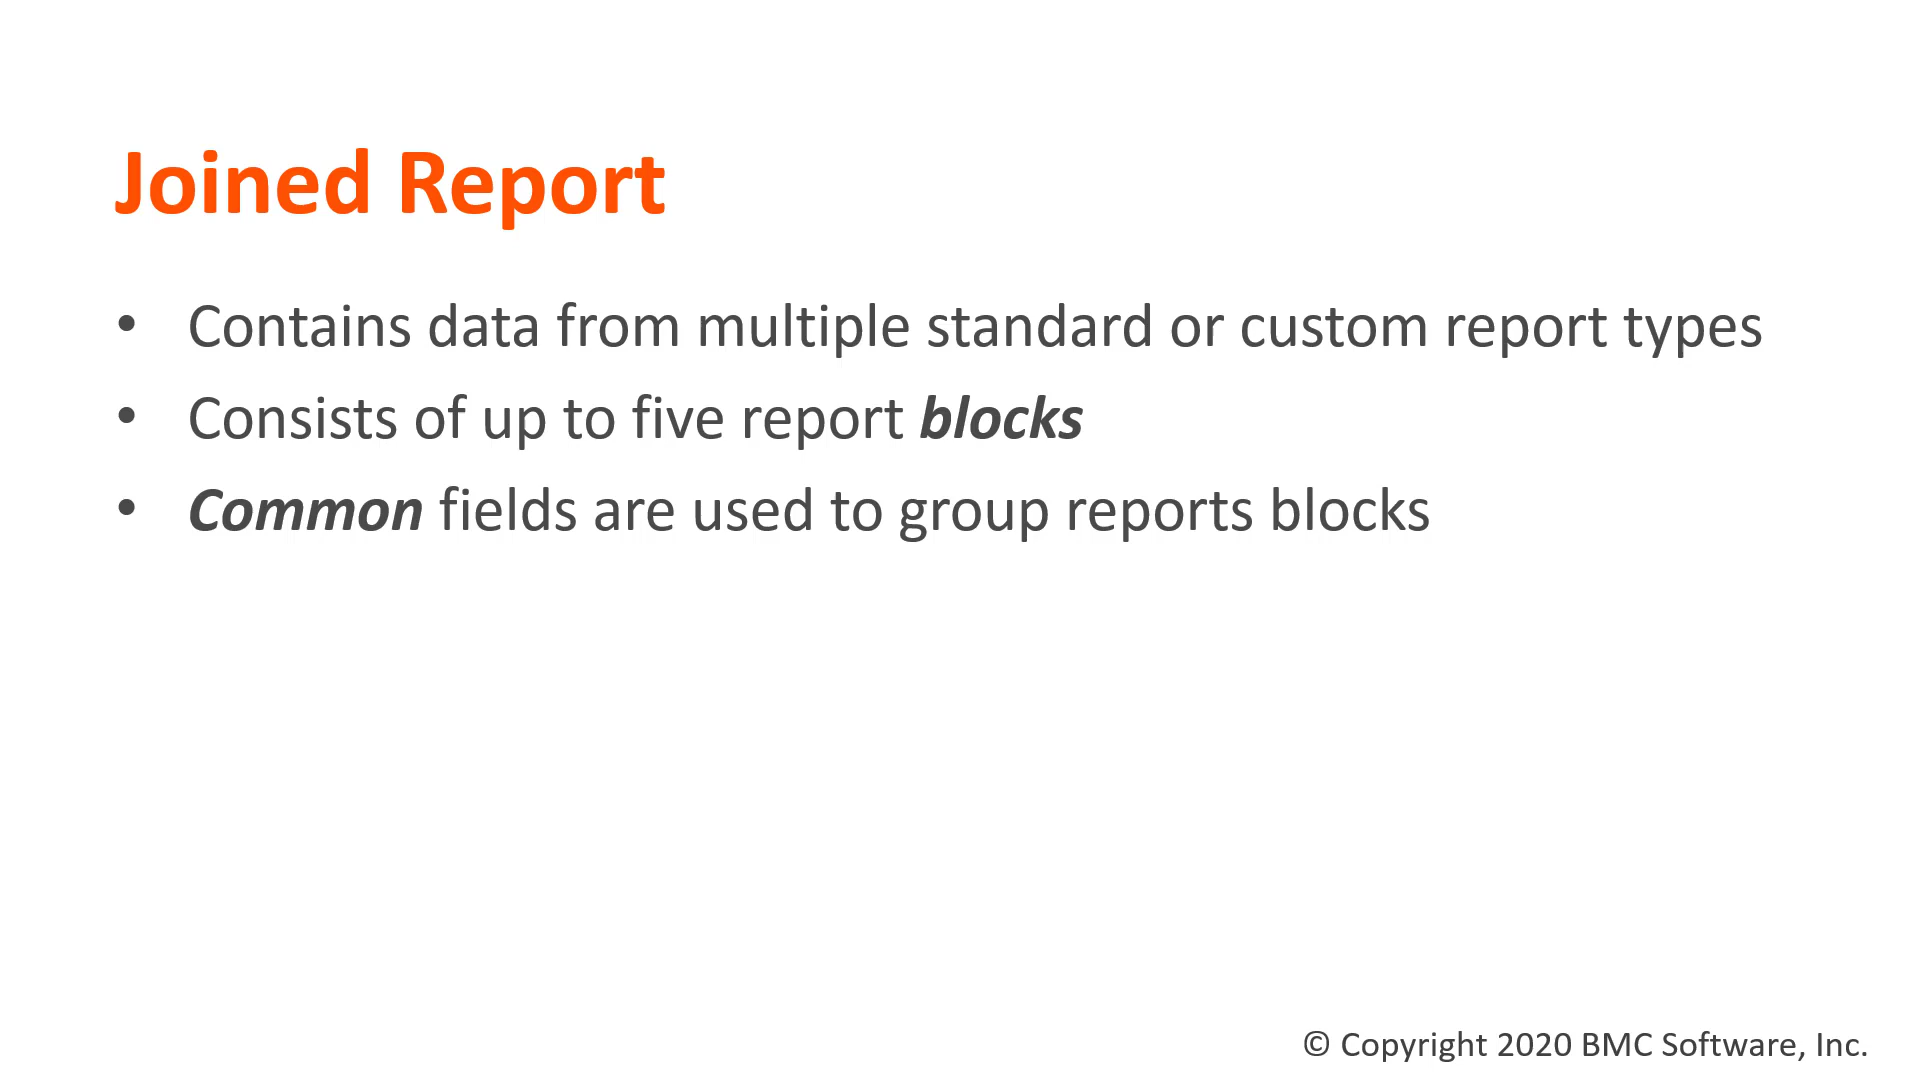 Joined Report
• Contains data from multiple standard or custom report types
• Consists of up to five report blocks
• Common fields are used to group reports blocks
© Copyright 2020 BMC Software, Inc.